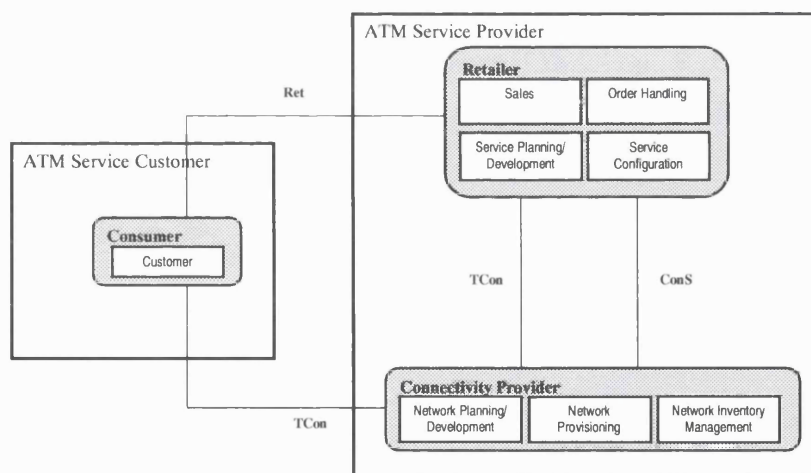 ATM Service Provider
Retailer
Sales
Order Handling
Service Planning/
Development
Service
Configuration
Ret
ATM Service Customer
Consumer
Customer
TCon
ConS
Connectivity Provider
Network Planning/
Development
Network
Provisioning
Network Inventory
Management
TCon